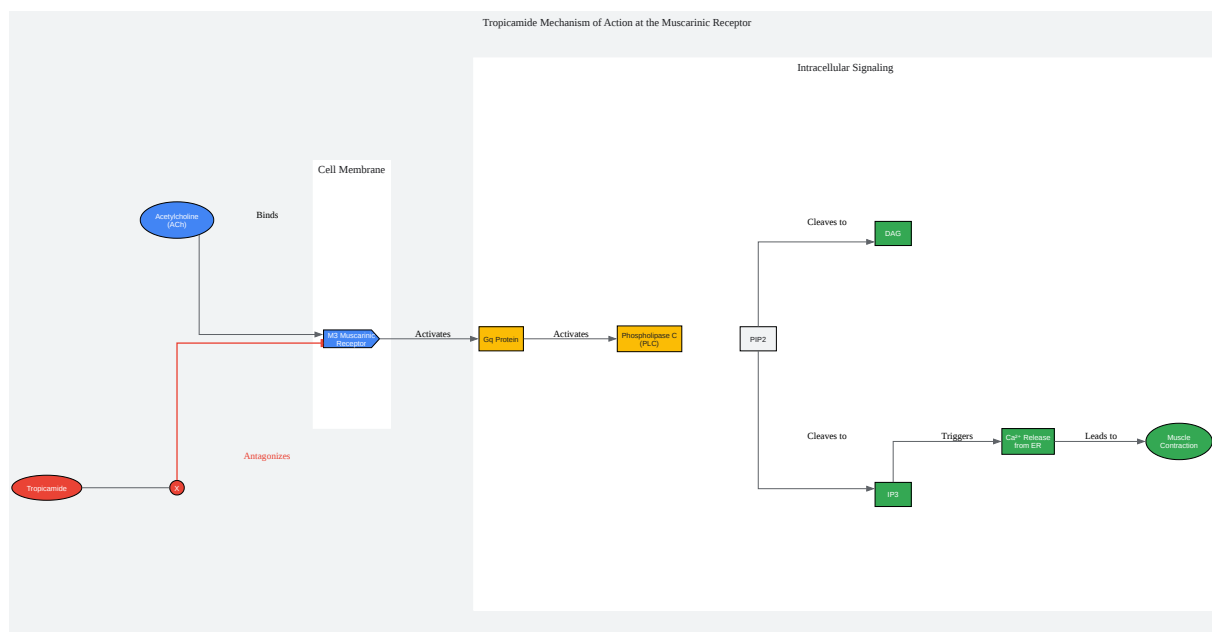 Tropicamide Mechanism of Action at the Muscarinic Receptor
Intracellular Signaling
Cell Membrane
Acetylcholine
(ACh)
Binds
Cleaves to
DAG
M3 Muscarinic
Receptor
Activates
Gq Protein
Activates
Phospholipase C
(PLC)
PIP2
Antagonizes
Cleaves to
Triggers
Ca²⁺ Release
from ER
Leads to
Muscle
Contraction
Tropicamide
X
IP3